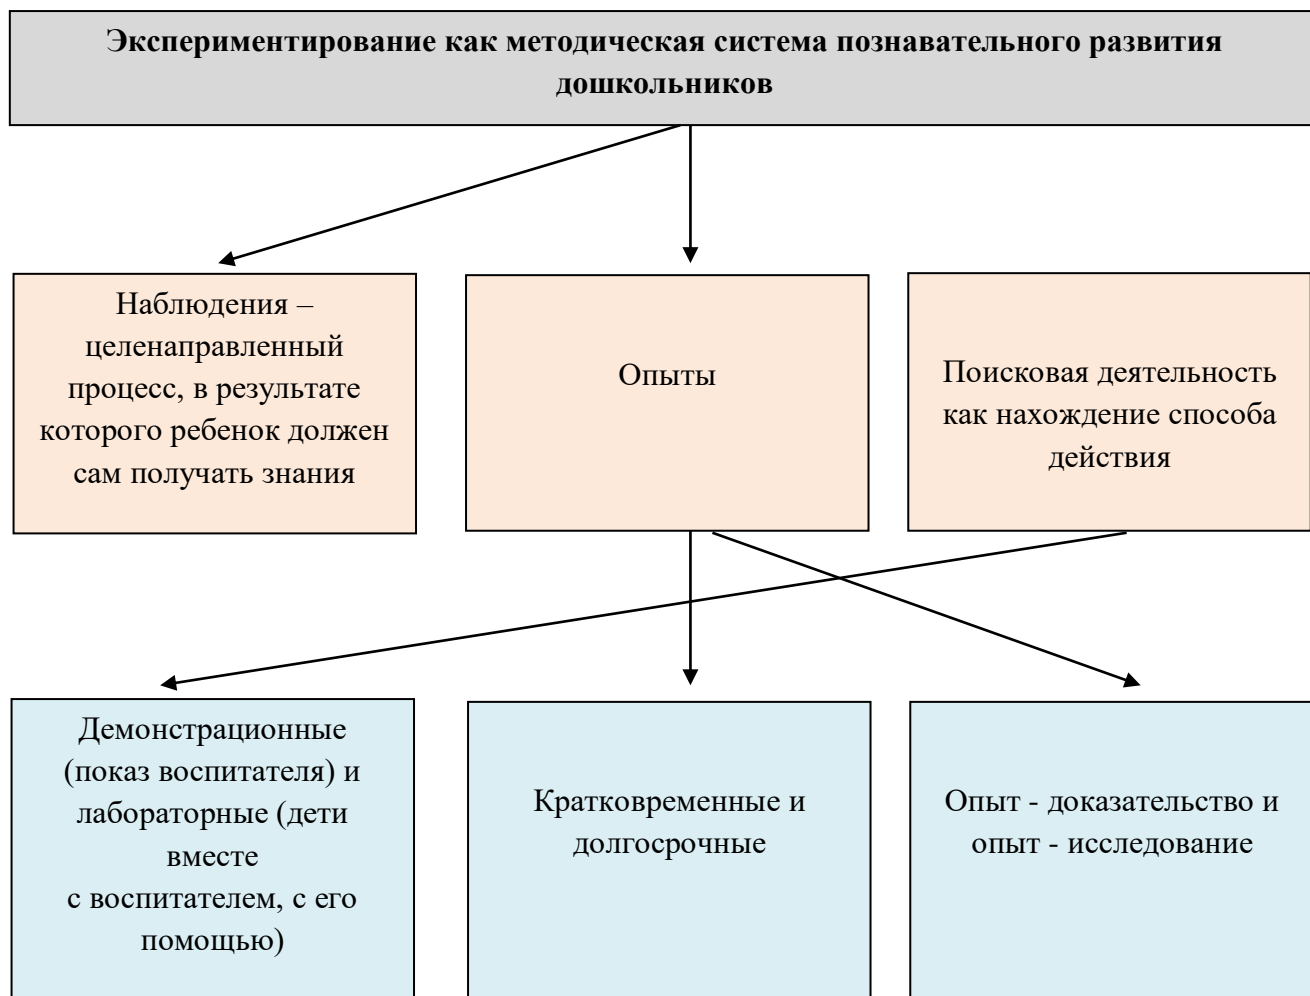 Экспериментирование как методическая система познавательного развития
дошкольников
Наблюдения –
целенаправленный
процесс, в результате
которого ребенок должен
сам получать знания
Опыты
Поисковая деятельность
как нахождение способа
действия
Демонстрационные
(показ воспитателя) и
лабораторные (дети
вместе
с воспитателем, с его
помощью)
Кратковременные и
долгосрочные
Опыт - доказательство и
опыт - исследование